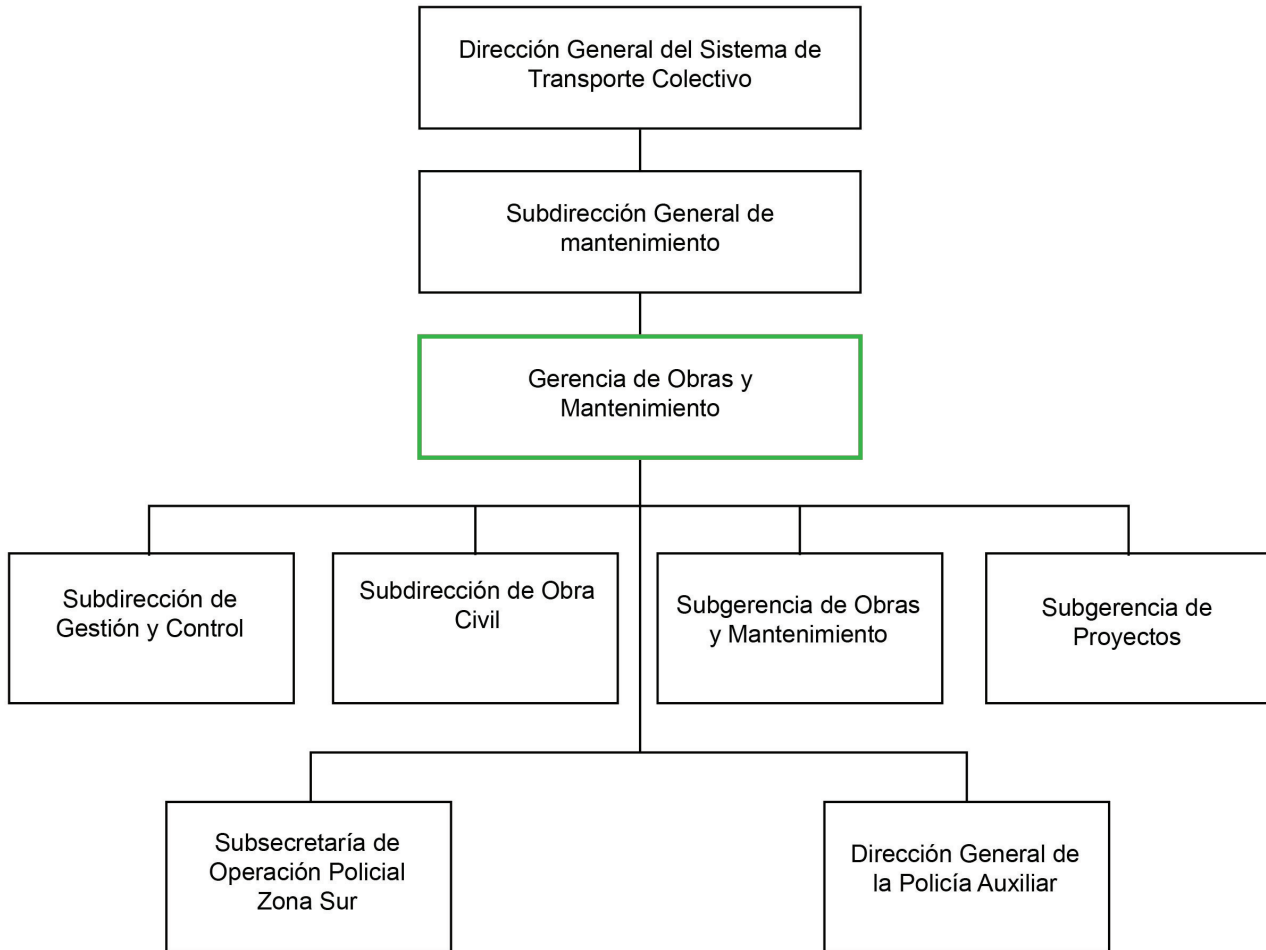 Dirección General del Sistema de
Transporte Colectivo
Subdirección General de
mantenimiento
Gerencia de Obras y
Mantenimiento
Subdirección de
Gestión y Control
Subdirección de Obra
Civil
Subgerencia de Obras
y Mantenimiento
Subgerencia de
Proyectos
Subsecretaría de
Operación Policial
Zona Sur
Dirección General de
la Policía Auxiliar